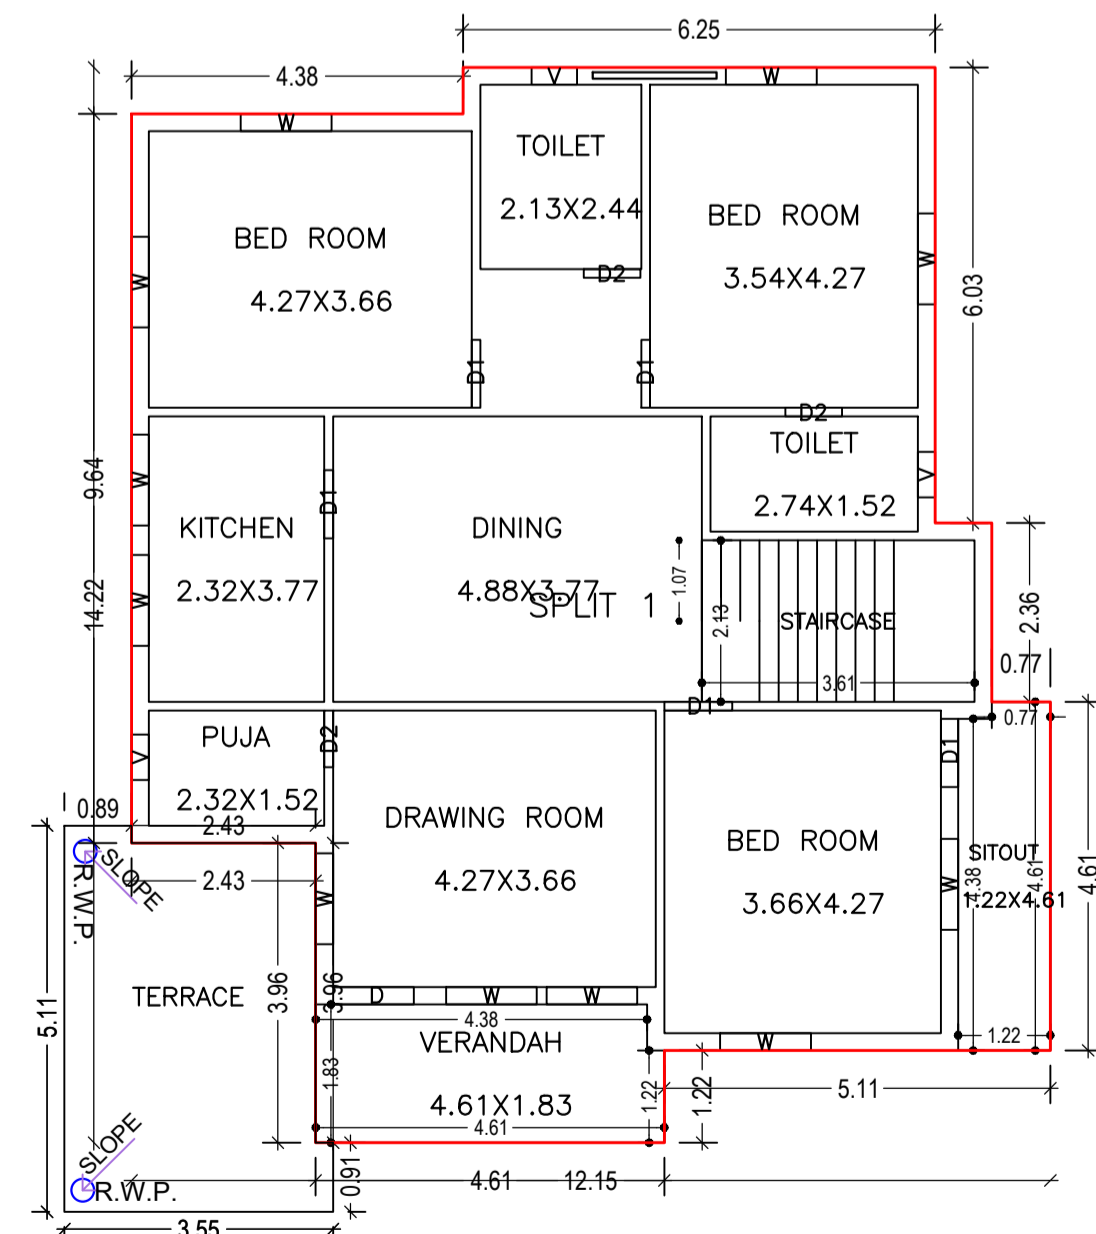 6.25
4.38
V
W
W
TOILET
2.13X2.44
BED ROOM
3.54X4.27
BED ROOM
4.27X3.66
W
W
D2
6.03
D1
D1
D2
TOILET
2.74X1.52
V
9.64
W
D1
KITCHEN
2.32X3.77
DINING
4.88X3.77
SPLIT 1
1.07
2.13
STAIRCASE
3.61
2.36
14.22
W
0.77
0.77
D1
PUJA
2.32X1.52
V
D2
D1
0.89
2.43
2.43
DRAWING ROOM
4.27X3.66
BED ROOM
3.66X4.27
SITOUT
1.22X4.61
4.38
4.61
4.61
W
W
SLOPE
R.W.P.
TERRACE
3.96
3.96
5.11
D
W
W
4.38
VERANDAH
4.61X1.83
4.61
1.83
W
1.22
1.22
1.22
5.11
SLOPE
R.W.P.
0.91
4.61
12.15
3.55